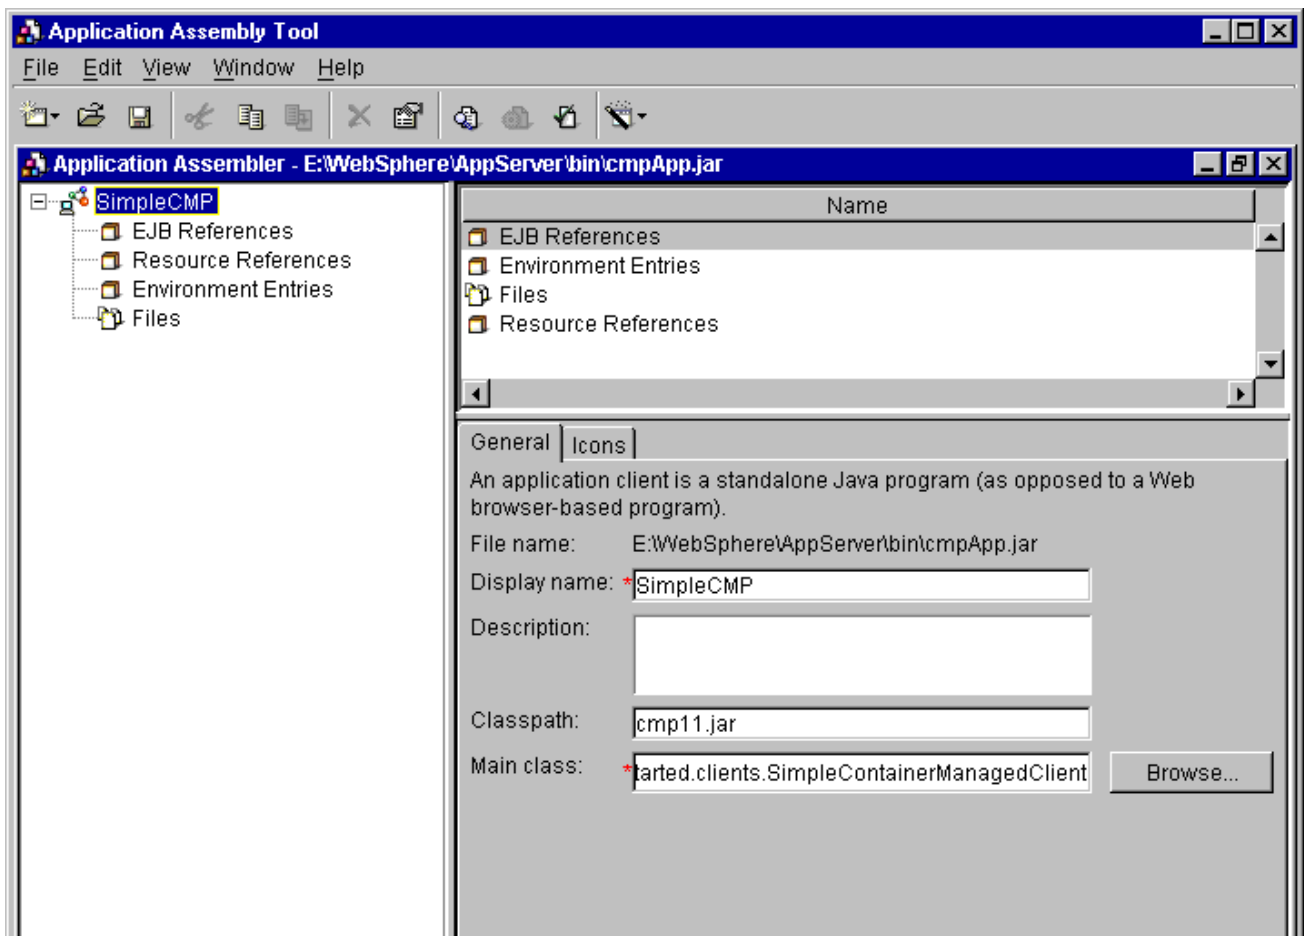 Application Assembly Tool
File Edit View Window Help
Application Assembler - E:\WebSphere\AppServer\bin\cmpApp.jar
SimpleCMP
EJB References
Resource References
Environment Entries
Files
Name
EJB References
Environment Entries
Files
Resource References
General Icons
An application client is a standalone Java program (as opposed to a Web
browser-based program).
File name: E:\WebSphere\AppServer\bin\cmpApp.jar
Display name: *SimpleCMP
Description:
Classpath: cmp11.jar
Main class: *tarted.clients.SimpleContainerManagedClient Browse...